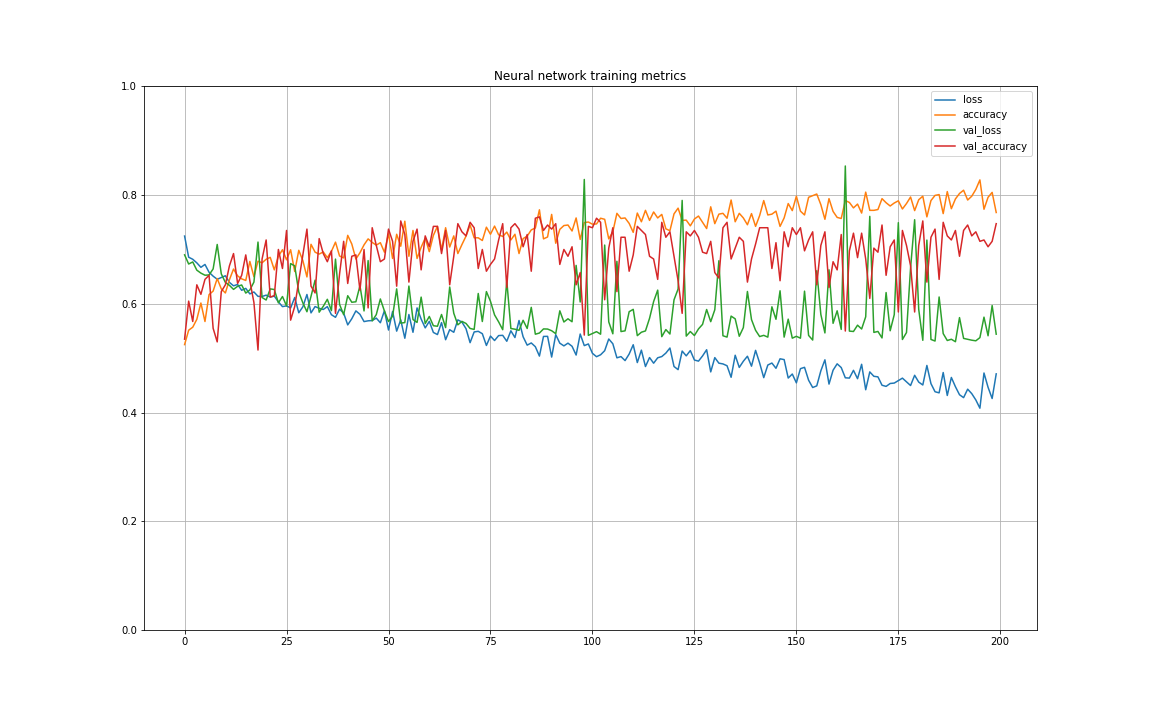 Neural network training metrics
1.0
0.8
0.6
0.4
0.2
0.0
loss
accuracy
val_loss
val_accuracy
0 25 50 75 100 125 150 175 200